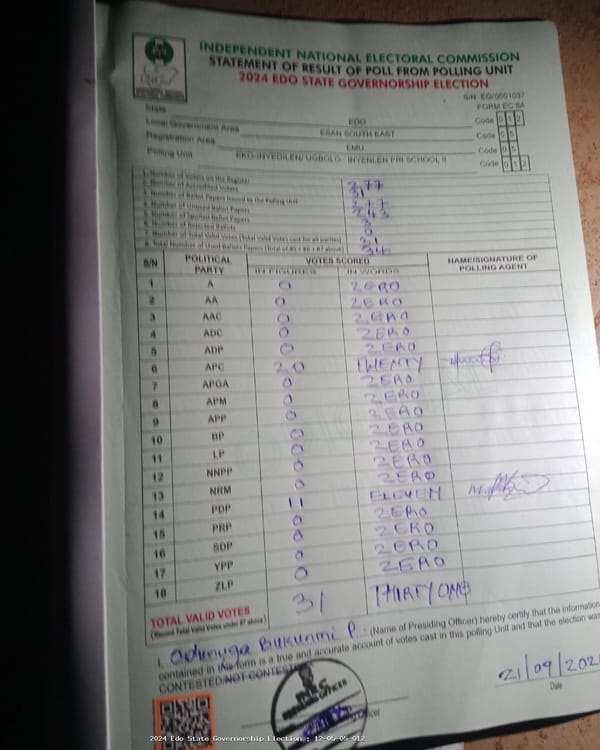 INDEPENDENT NATIONAL ELECTORAL COMMISSION
STATEMENT OF RESULT OF POLL FROM POLLING UNIT
2024 EDO STATE GOVERNORSHIP ELECTION
S/N: EG/0001037
FORM EC 8A
State EDO Code 0 1 2
Local Government Area ESAN SOUTH EAST Code 0 5
Registration Area EMU Code 0 5
Polling Unit EKO-INYEDILEN/ UGBOLO- INYENLEN PRI SCHOOL II Code 0 1 2
1. Number of Voters on the Register 277
2. Number of Accredited Voters 31
3. Number of Ballot Papers Issued to the Polling Unit 277
4. Number of Unused Ballot Papers 243
5. Number of Spoiled Ballot Papers
6. Number of Rejected Ballots
7. Number of Total Valid Votes (Total Valid Votes cast for all parties) 31
8. Total Number of Used Ballot Papers (Total of #5 + #6 + #7 above) 34
S/N POLITICAL PARTY VOTES SCORED NAME/SIGNATURE OF POLLING AGENT
IN FIGURES IN WORDS
1 A 0 ZERO
2 AA 0 ZERO
3 AAC 0 ZERO
4 ADC 0 ZERO
5 ADP 0 ZERO
6 APC 20 TWENTY
7 APGA 0 ZERO
8 APM 0 ZERO
9 APP 0 ZERO
10 BP 0 ZERO
11 LP 0 ZERO
12 NNPP 0 ZERO
13 NRM 0 ZERO
14 PDP 11 ELEVEN
15 PRP 0 ZERO
16 SDP 0 ZERO
17 YPP 0 ZERO
18 ZLP 0 ZERO
TOTAL VALID VOTES 31 THIRTY ONE
(Record Total Valid Votes under #7 above)
I, Odunuga Bukunmi P. (Name of Presiding Officer) hereby certify that the information
contained in this form is a true and accurate account of votes cast in this polling Unit and that the election was
CONTESTED/NOT CONTESTED
21/09/202
Date
Officer
2024 Edo State Governorship Election : 12-05-05-012